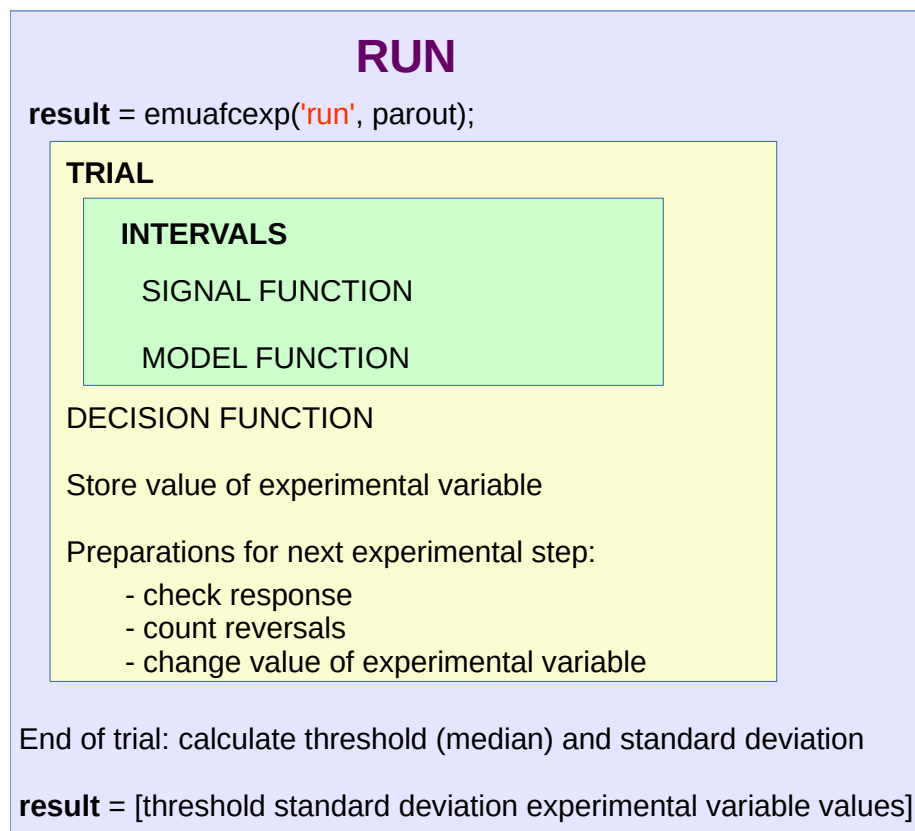 RUN
result = emuafcexp('run', parout);
TRIAL
INTERVALS
SIGNAL FUNCTION
MODEL FUNCTION
DECISION FUNCTION
Store value of experimental variable
Preparations for next experimental step:
- check response
- count reversals
- change value of experimental variable
End of trial: calculate threshold (median) and standard deviation
result = [threshold standard deviation experimental variable values]